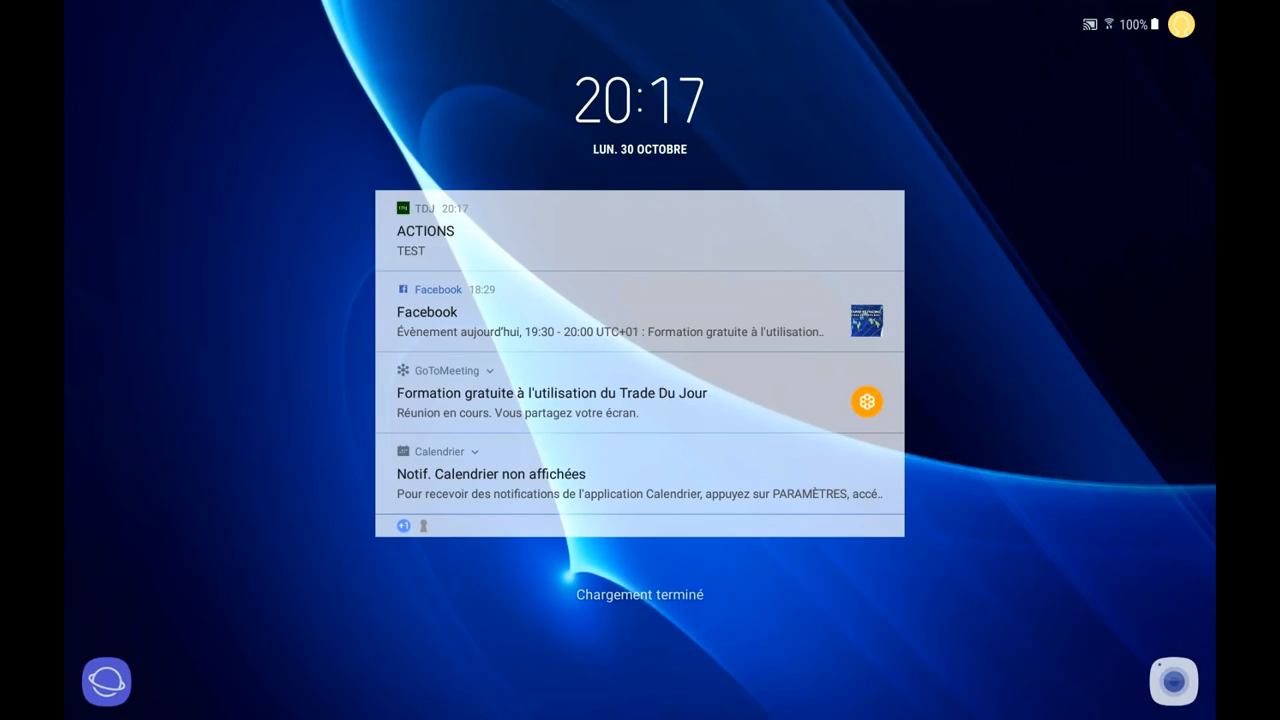 100%
20:17
LUN. 30 OCTOBRE
TDJ 20:17
ACTIONS
TEST
Facebook 18:29
Facebook
Évènement aujourd'hui, 19:30 - 20:00 UTC+01 : Formation gratuite à l'utilisation..
GoToMeeting
Formation gratuite à l'utilisation du Trade Du Jour
Réunion en cours. Vous partagez votre écran.
Calendrier
Notif. Calendrier non affichées
Pour recevoir des notifications de l'application Calendrier, appuyez sur PARAMÈTRES, accé..
+1
Chargement terminé